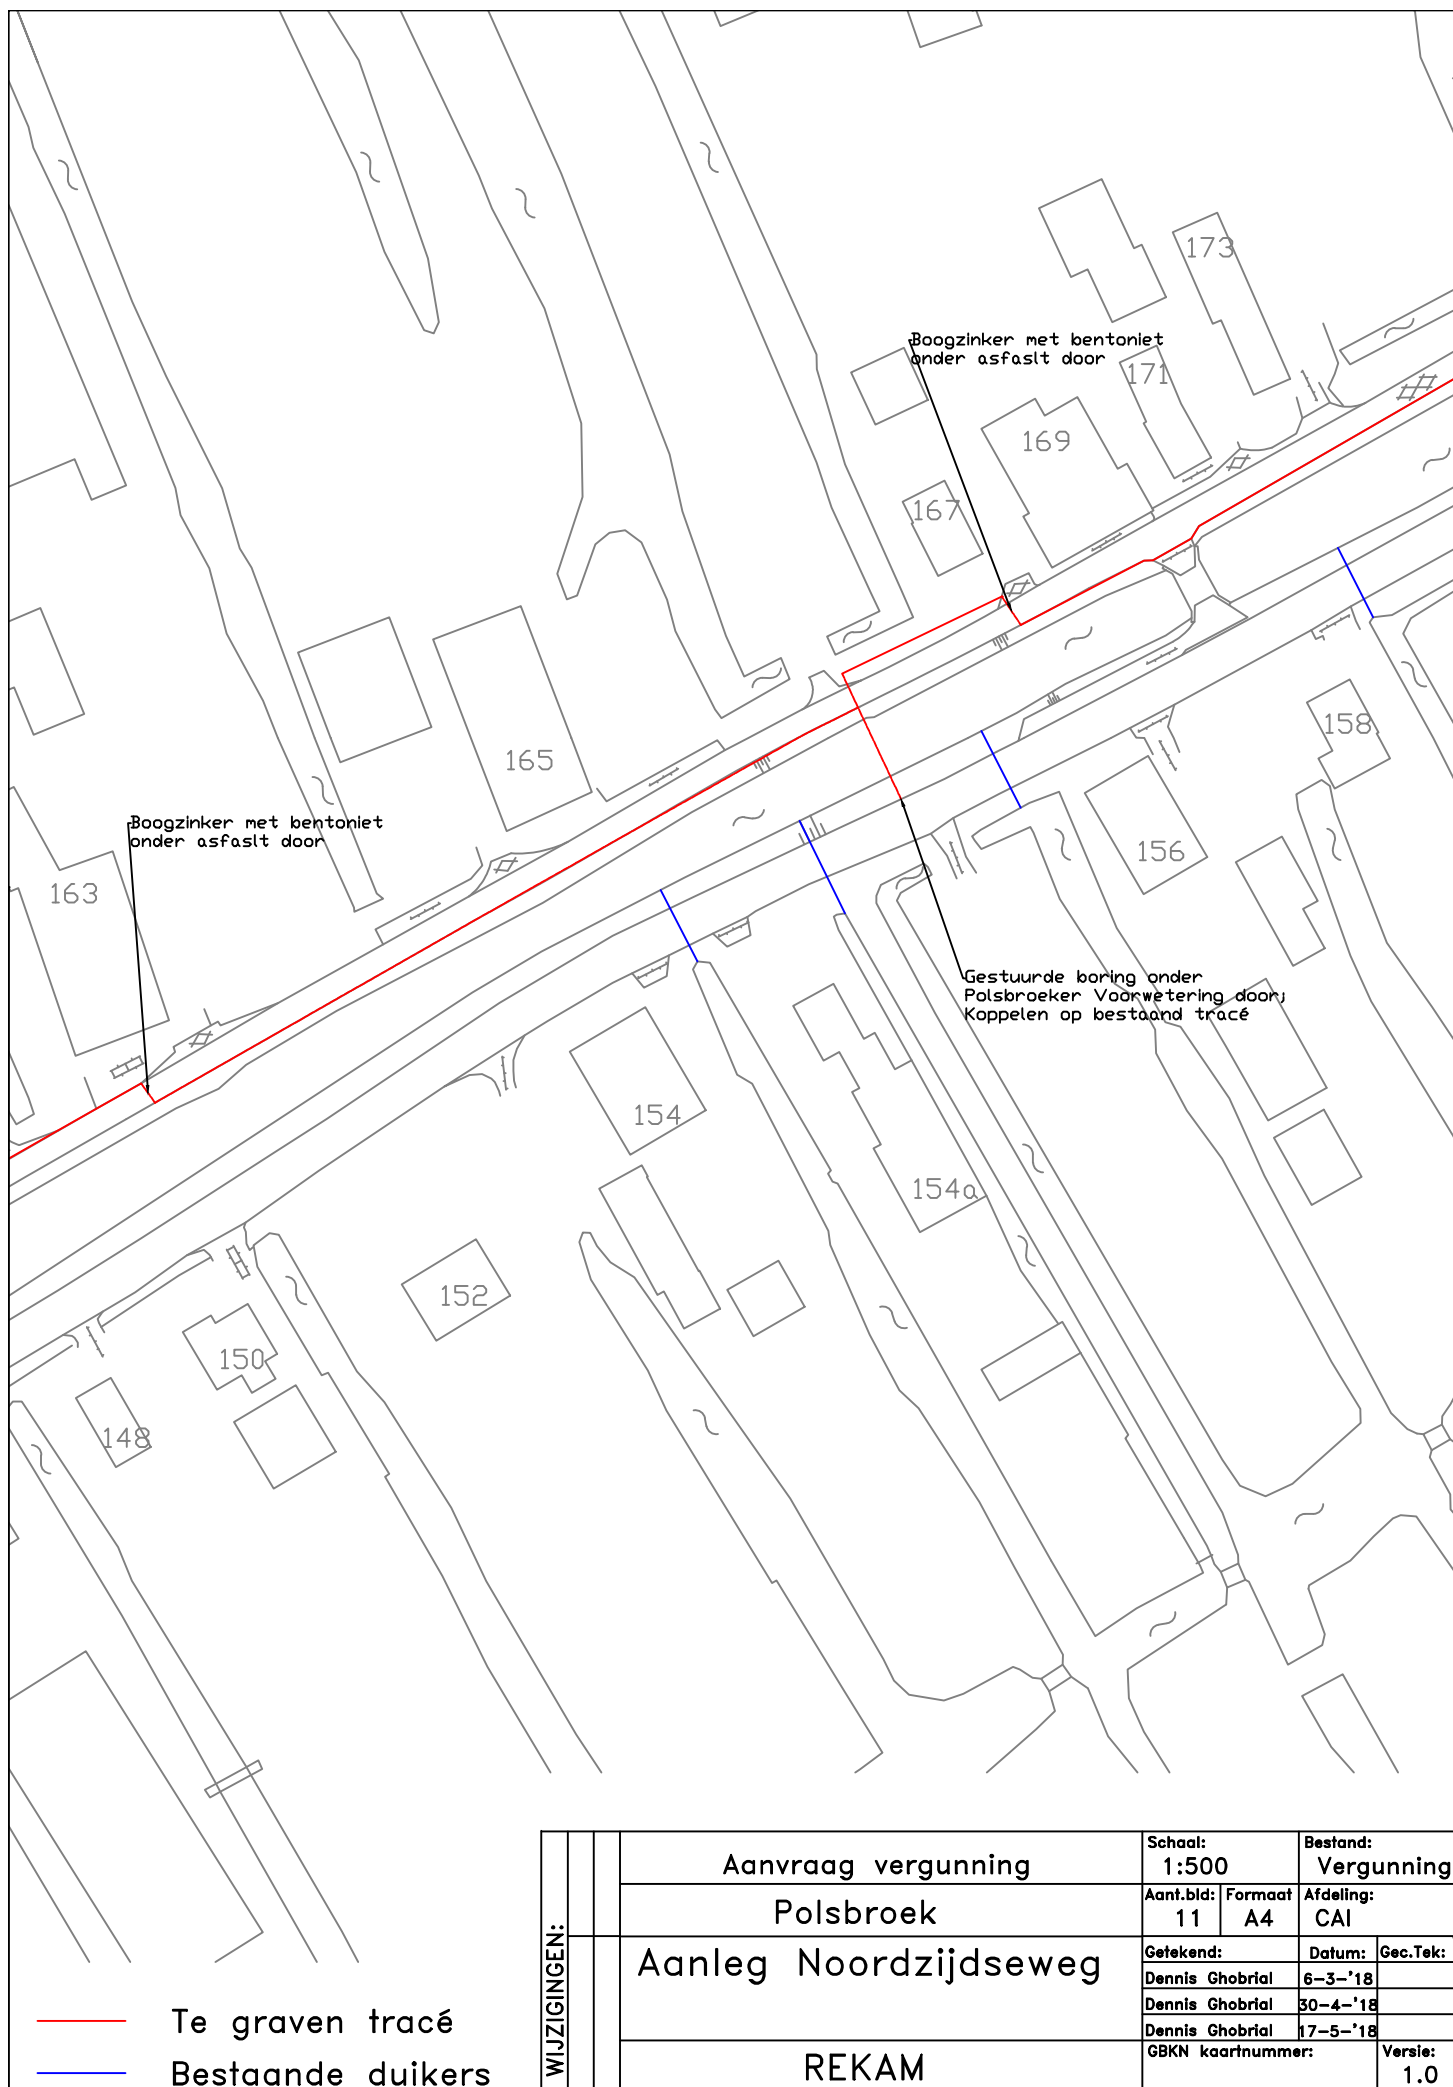 173
Boogzinker met bentoniet
onder asfaslt door
171
169
167
165
158
Boogzinker met bentoniet
onder asfaslt door
156
163
Gestuurde boring onder
Polsbroeker Voorwetering door;
Koppelen op bestaand tracé
154
154a
152
150
148
WIJZIGINGEN:
Aanvraag vergunning
Schaal:
1:500
Bestand:
Vergunning
Polsbroek
Aant.bld:
11
Formaat
A4
Afdeling:
CAI
Aanleg Noordzijdseweg
Getekend: Datum: Gec.Tek:
Dennis Ghobrial 6-3-'18
Dennis Ghobrial 30-4-'18
Dennis Ghobrial 17-5-'18
REKAM
GBKN kaartnummer:
Versie:
1.0
Te graven tracé
Bestaande duikers